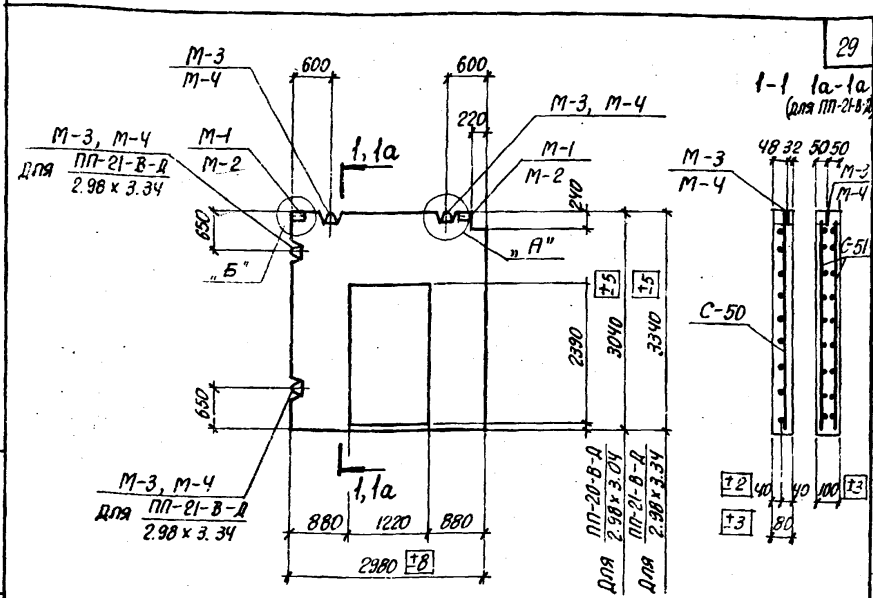 29
М-3
М-4
600
600
М-3, М-4
220
1-1 1а-1а
(для ПП-21-В-Д)
М-3, М-4
Для ПП-21-В-Д
2.98 x 3.34
М-1
М-2
1,1а
М-1
М-2
240
М-3
М-4
48 32 50 50
М-3
М-4
650
„Б"
„А"
С-51
С-50
2390
3040 ±5
3340 ±5
650
М-3, М-4
Для ПП-21-В-Д
2.98 x 3.34
1,1а
Для ПП-20-В-Д
2.98 x 3.04
Для ПП-21-В-Д
2.98 x 3.34
880 1220 880
2980 ±8
±2 40 40 100 ±3
±3 80